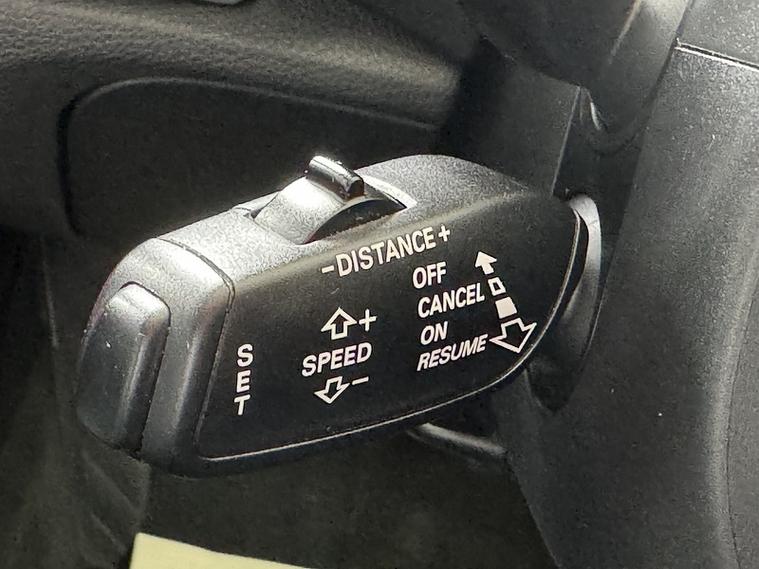 -DISTANCE+
OFF
CANCEL
ON
RESUME
+
SPEED
-
SET